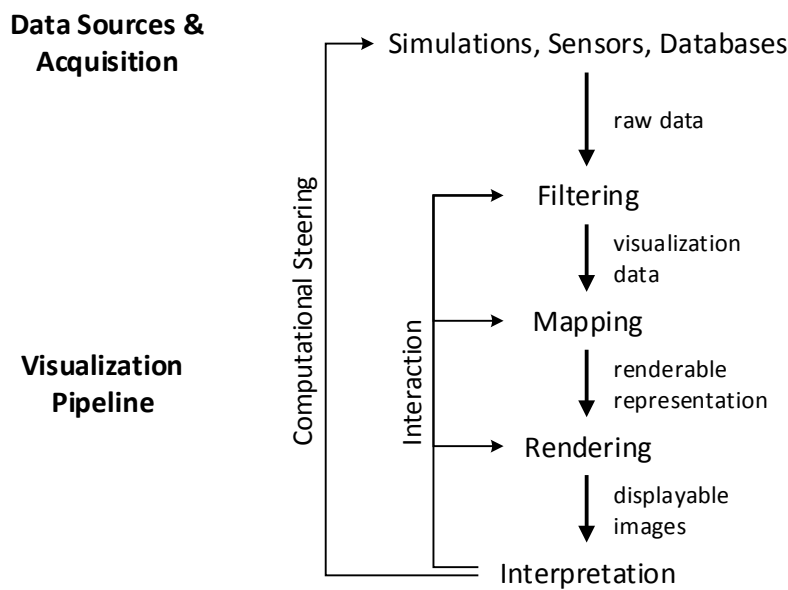 Data Sources &
Acquisition
Simulations, Sensors, Databases
raw data
Computational Steering
Filtering
visualization
data
Interaction
Mapping
Visualization
Pipeline
renderable
representation
Rendering
displayable
images
Interpretation